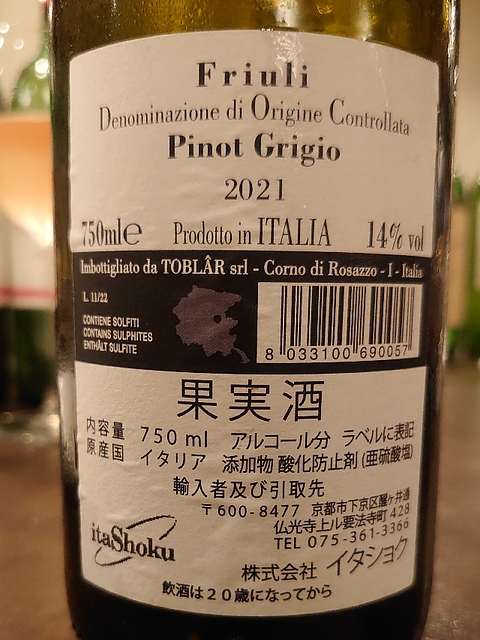 Friuli
Denominazione di Origine Controllata
Pinot Grigio
2021
750mle Prodotto in ITALIA 14% vol
Imbottigliato da TOBLÂR srl - Corno di Rosazzo - I - Italia
L 11/22
CONTIENE SOLFITI
CONTAINS SULPHITES
ENTHÄLT SULFITE
8 033100 690057
果実酒
内容量 750 ml アルコール分 ラベルに表記
原産国 イタリア 添加物 酸化防止剤(亜硫酸塩)
輸入者及び引取先
〒600-8477 京都市下京区醒ヶ井通
仏光寺上ル要法寺町 428
TEL 075-361-3366
itaShoku
株式会社 イタショク
飲酒は20歳になってから